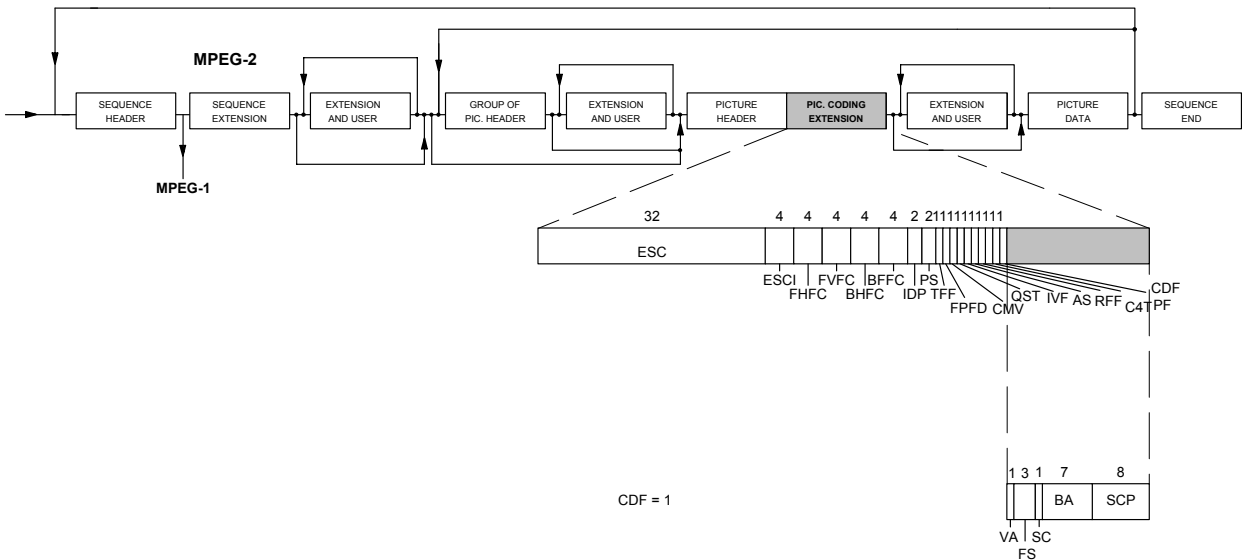 MPEG-2
SEQUENCE
HEADER
SEQUENCE
EXTENSION
EXTENSION
AND USER
GROUP OF
PIC. HEADER
EXTENSION
AND USER
PICTURE
HEADER
PIC. CODING
EXTENSION
EXTENSION
AND USER
PICTURE
DATA
SEQUENCE
END
MPEG-1
32 4 4 4 4 4 2 2 1 1 1 1 1 1 1 1 1 1
ESC
ESCI FVFC BFFC PS QST IVF AS RFF CDF
FHFC BHFC IDP TFF FPFD CMV C4T PF
1 3 1 7 8
CDF = 1
BA SCP
VA SC
FS